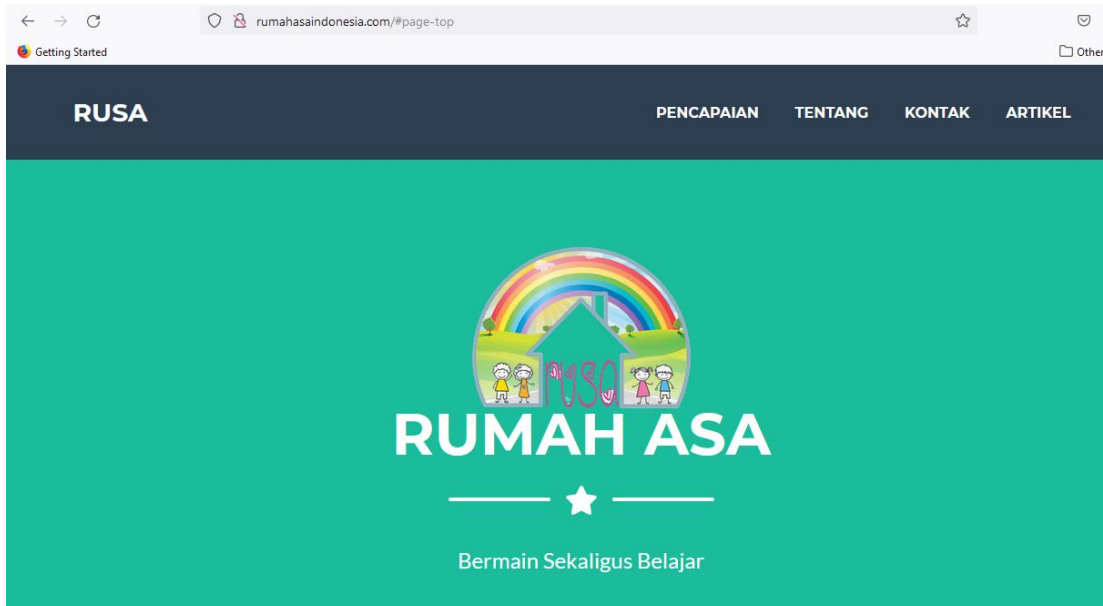 rumahasaindonesia.com/#page-top
Getting Started
Other
RUSA
PENCAPAIAN TENTANG KONTAK ARTIKEL
rusa
RUMAH ASA
Bermain Sekaligus Belajar